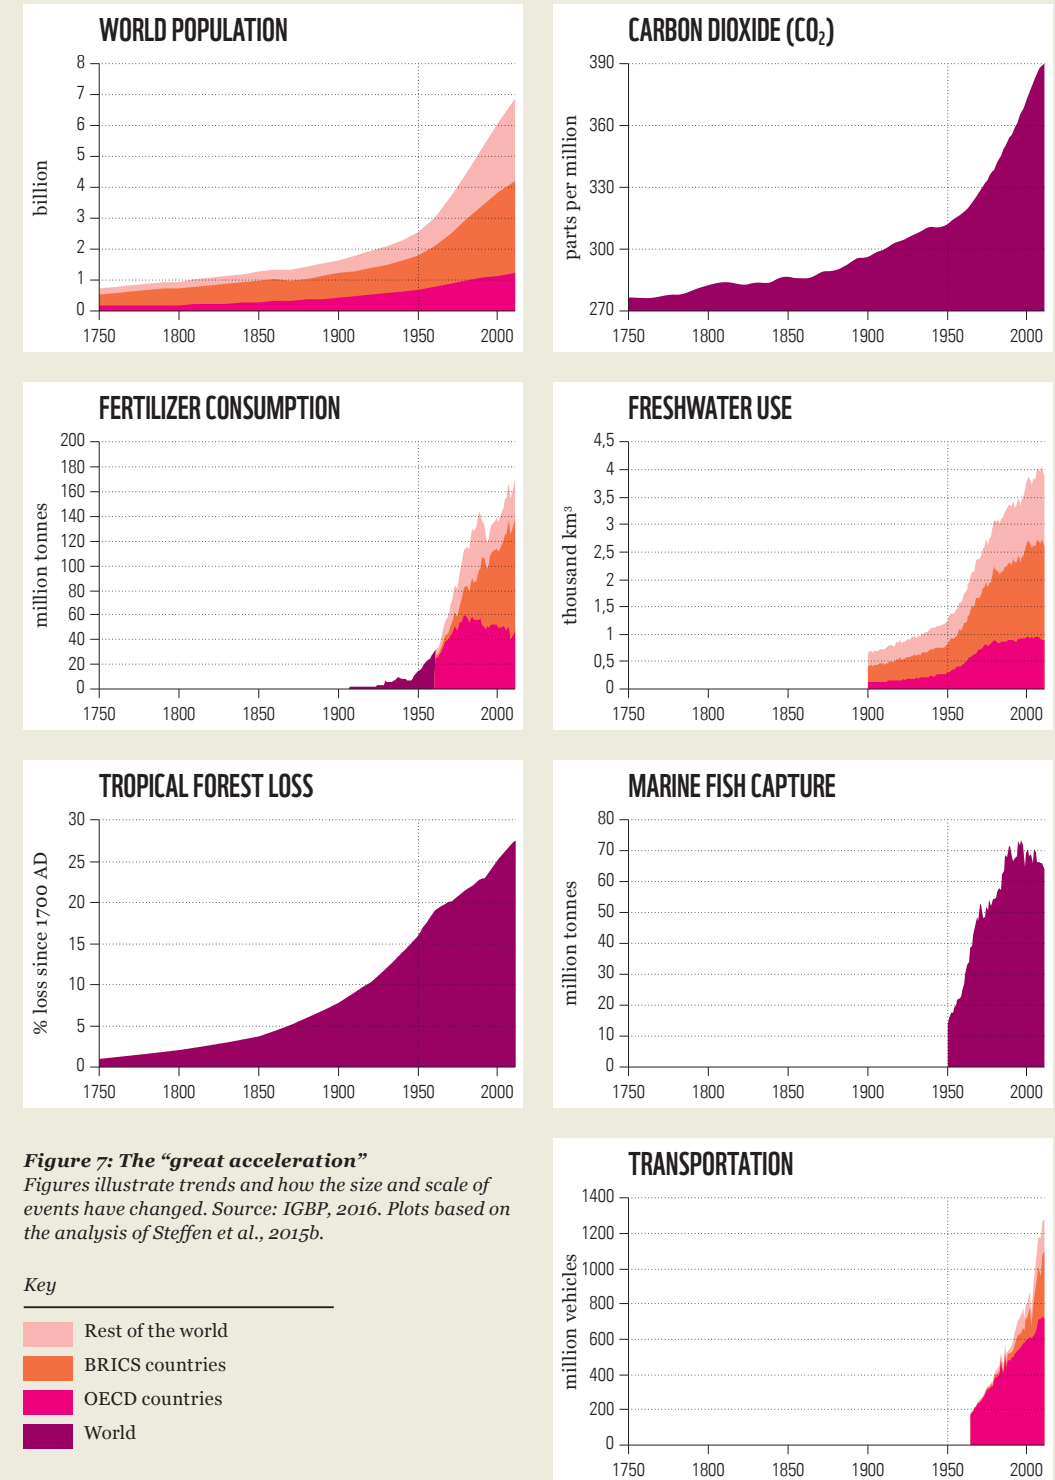 WORLD POPULATION
billion
8
7
6
5
4
3
2
1
0
1750 1800 1850 1900 1950 2000
CARBON DIOXIDE (CO₂)
parts per million
390
360
330
300
270
1750 1800 1850 1900 1950 2000
FERTILIZER CONSUMPTION
million tonnes
200
180
160
140
120
100
80
60
40
20
0
1750 1800 1850 1900 1950 2000
FRESHWATER USE
thousand km³
4,5
4
3,5
3
2,5
2
1,5
1
0,5
0
1750 1800 1850 1900 1950 2000
TROPICAL FOREST LOSS
% loss since 1700 AD
30
25
20
15
10
5
0
1750 1800 1850 1900 1950 2000
MARINE FISH CAPTURE
million tonnes
80
70
60
50
40
30
20
10
0
1750 1800 1850 1900 1950 2000
Figure 7: The “great acceleration”
Figures illustrate trends and how the size and scale of
events have changed. Source: IGBP, 2016. Plots based on
the analysis of Steffen et al., 2015b.
Key
Rest of the world
BRICS countries
OECD countries
World
TRANSPORTATION
million vehicles
1400
1200
1000
800
600
400
200
0
1750 1800 1850 1900 1950 2000